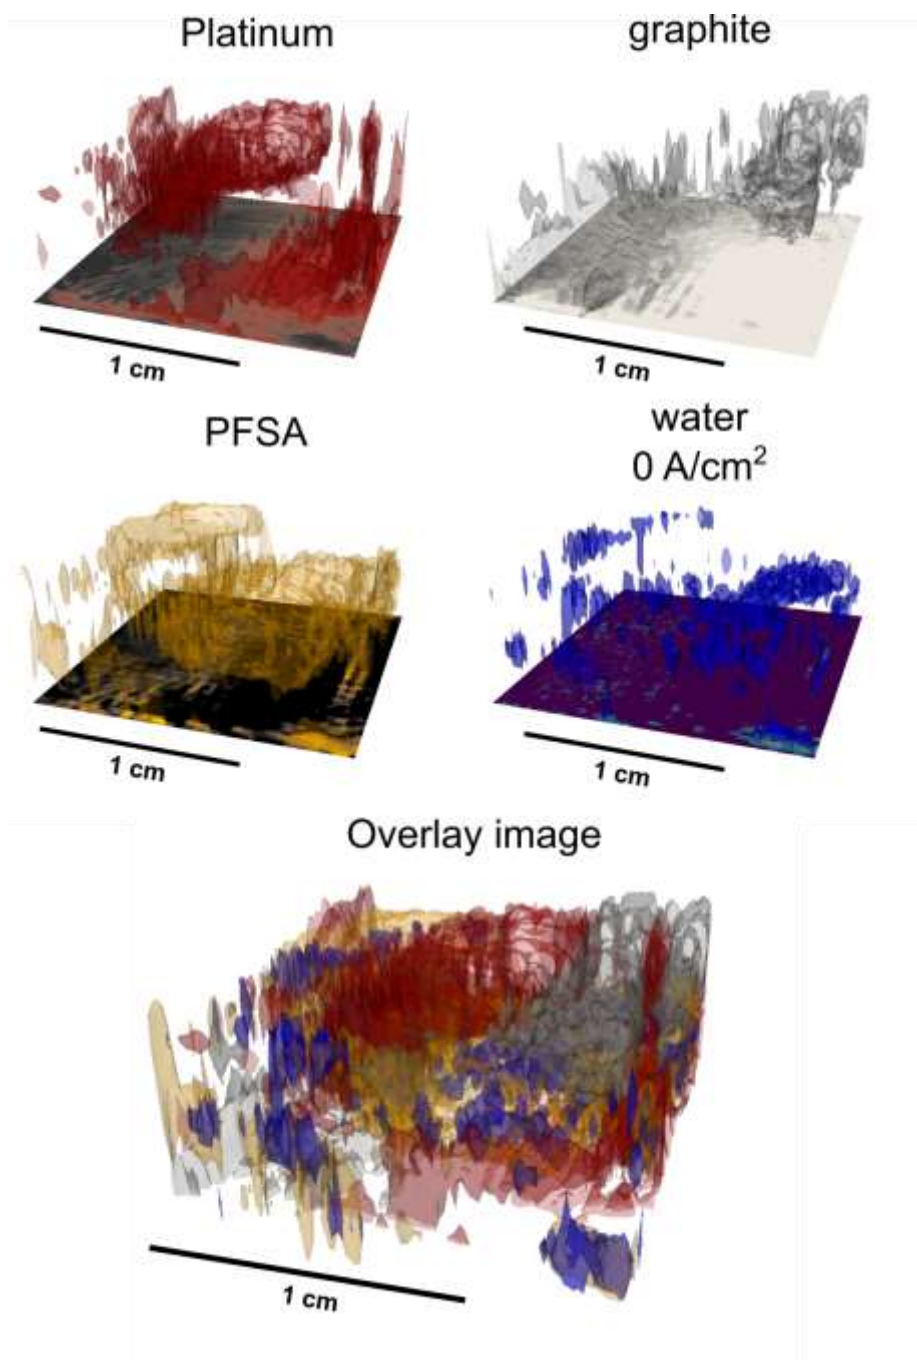 Platinum
graphite
1 cm
1 cm
PFSA
water
0 A/cm²
1 cm
1 cm
Overlay image
1 cm